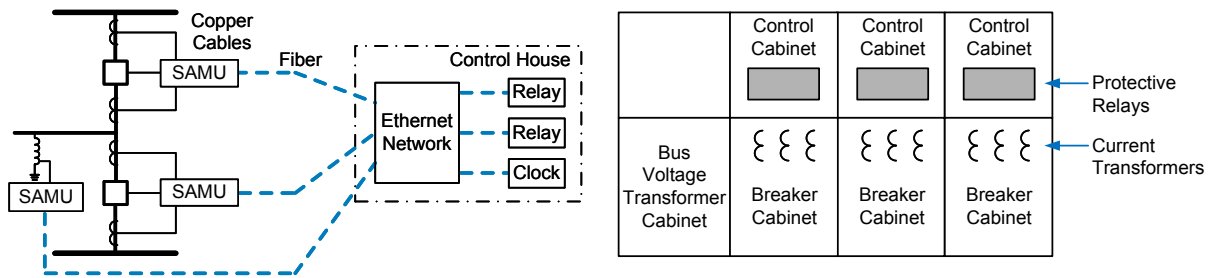 Copper
Cables
SAMU
Fiber
Control House
Relay
Ethernet
Network
Relay
Clock
SAMU
SAMU
Control
Cabinet
Control
Cabinet
Control
Cabinet
Protective
Relays
Current
Transformers
Bus
Voltage
Transformer
Cabinet
Breaker
Cabinet
Breaker
Cabinet
Breaker
Cabinet